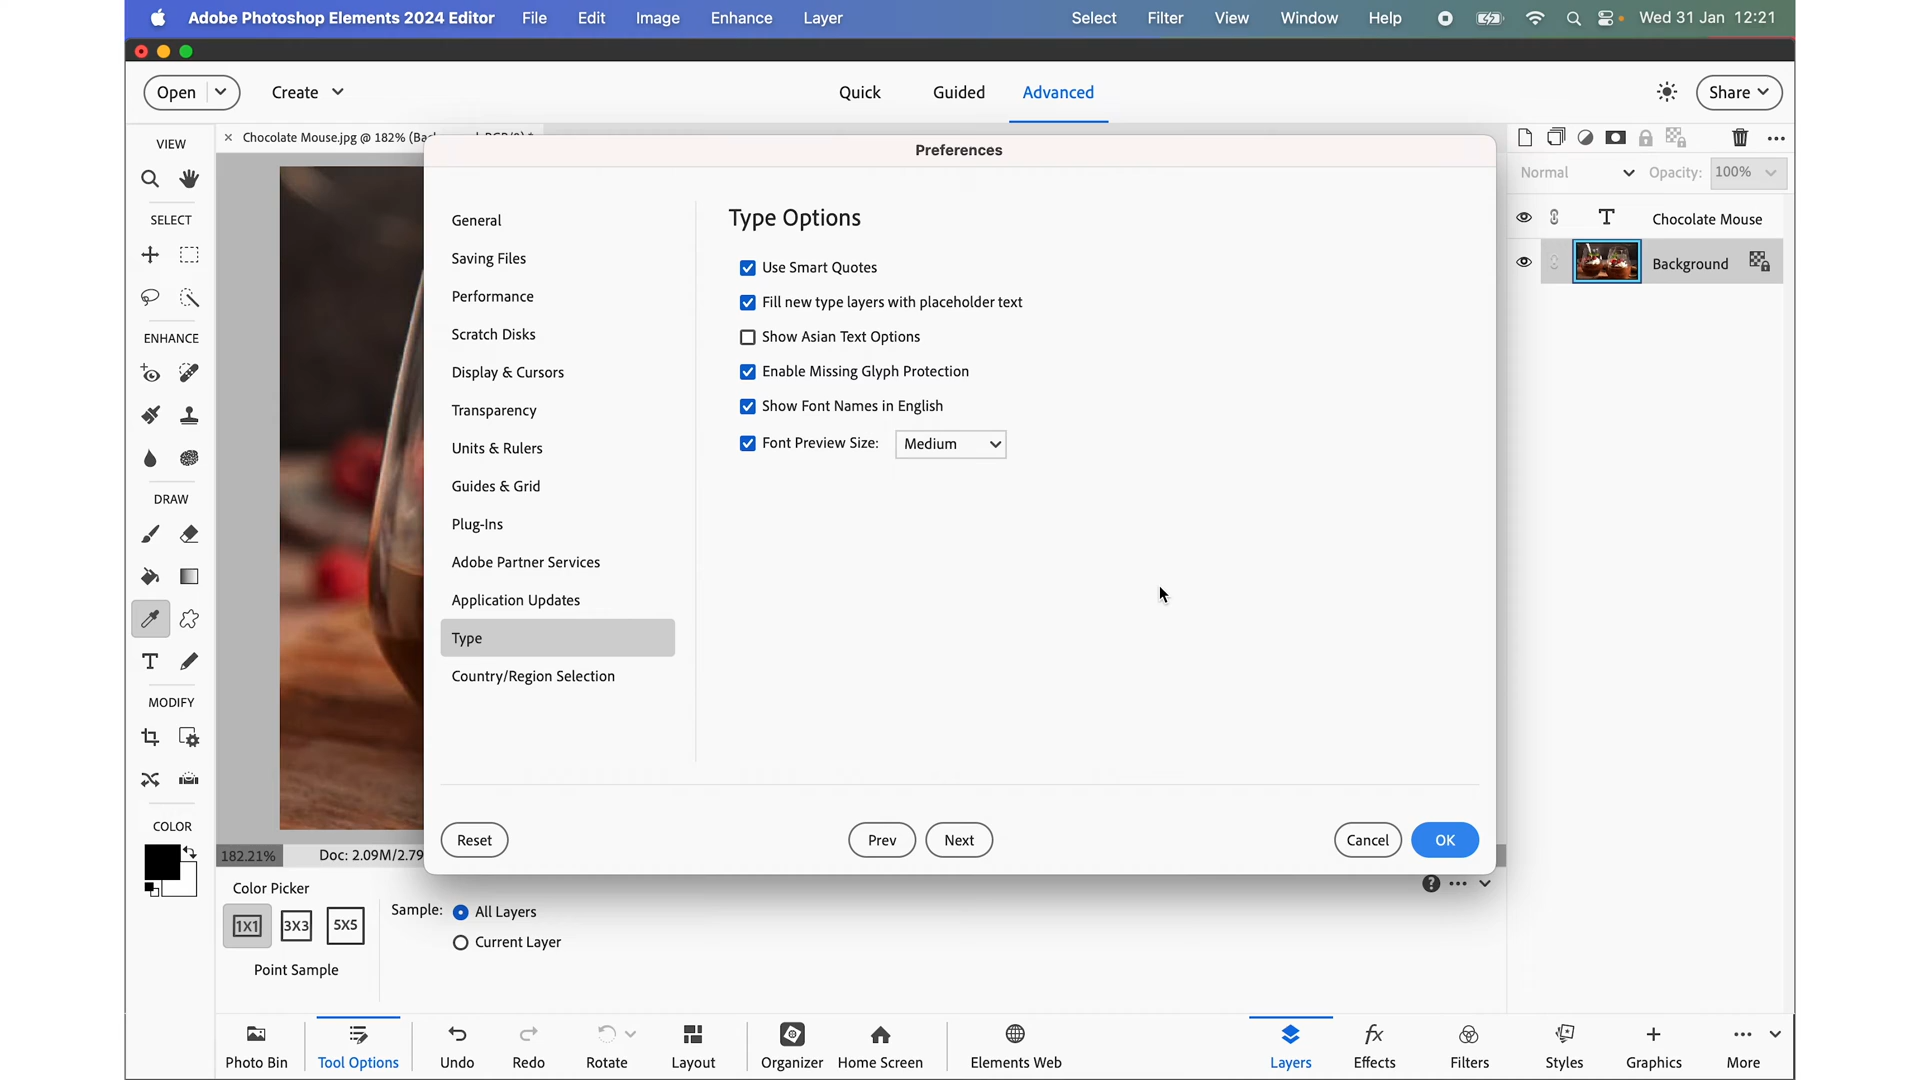 Adobe Photoshop Elements 2024 Editor File Edit Image Enhance Layer Select Filter View Window Help Wed 31 Jan 12:21
Open Create Quick Guided Advanced Share
VIEW
Chocolate Mouse.jpg @ 182%
Preferences
Normal Opacity: 100%
SELECT
Chocolate Mouse
Background
ENHANCE
DRAW
MODIFY
COLOR
General
Saving Files
Performance
Scratch Disks
Display & Cursors
Transparency
Units & Rulers
Guides & Grid
Plug-Ins
Adobe Partner Services
Application Updates
Type
Country/Region Selection
Type Options
Use Smart Quotes
Fill new type layers with placeholder text
Show Asian Text Options
Enable Missing Glyph Protection
Show Font Names in English
Font Preview Size: Medium
Reset Prev Next Cancel OK
182.21% Doc: 2.09M/2.79
Color Picker
1X1 3X3 5X5
Point Sample
Sample: All Layers
Current Layer
Photo Bin Tool Options Undo Redo Rotate Layout Organizer Home Screen Elements Web Layers Effects Filters Styles Graphics More